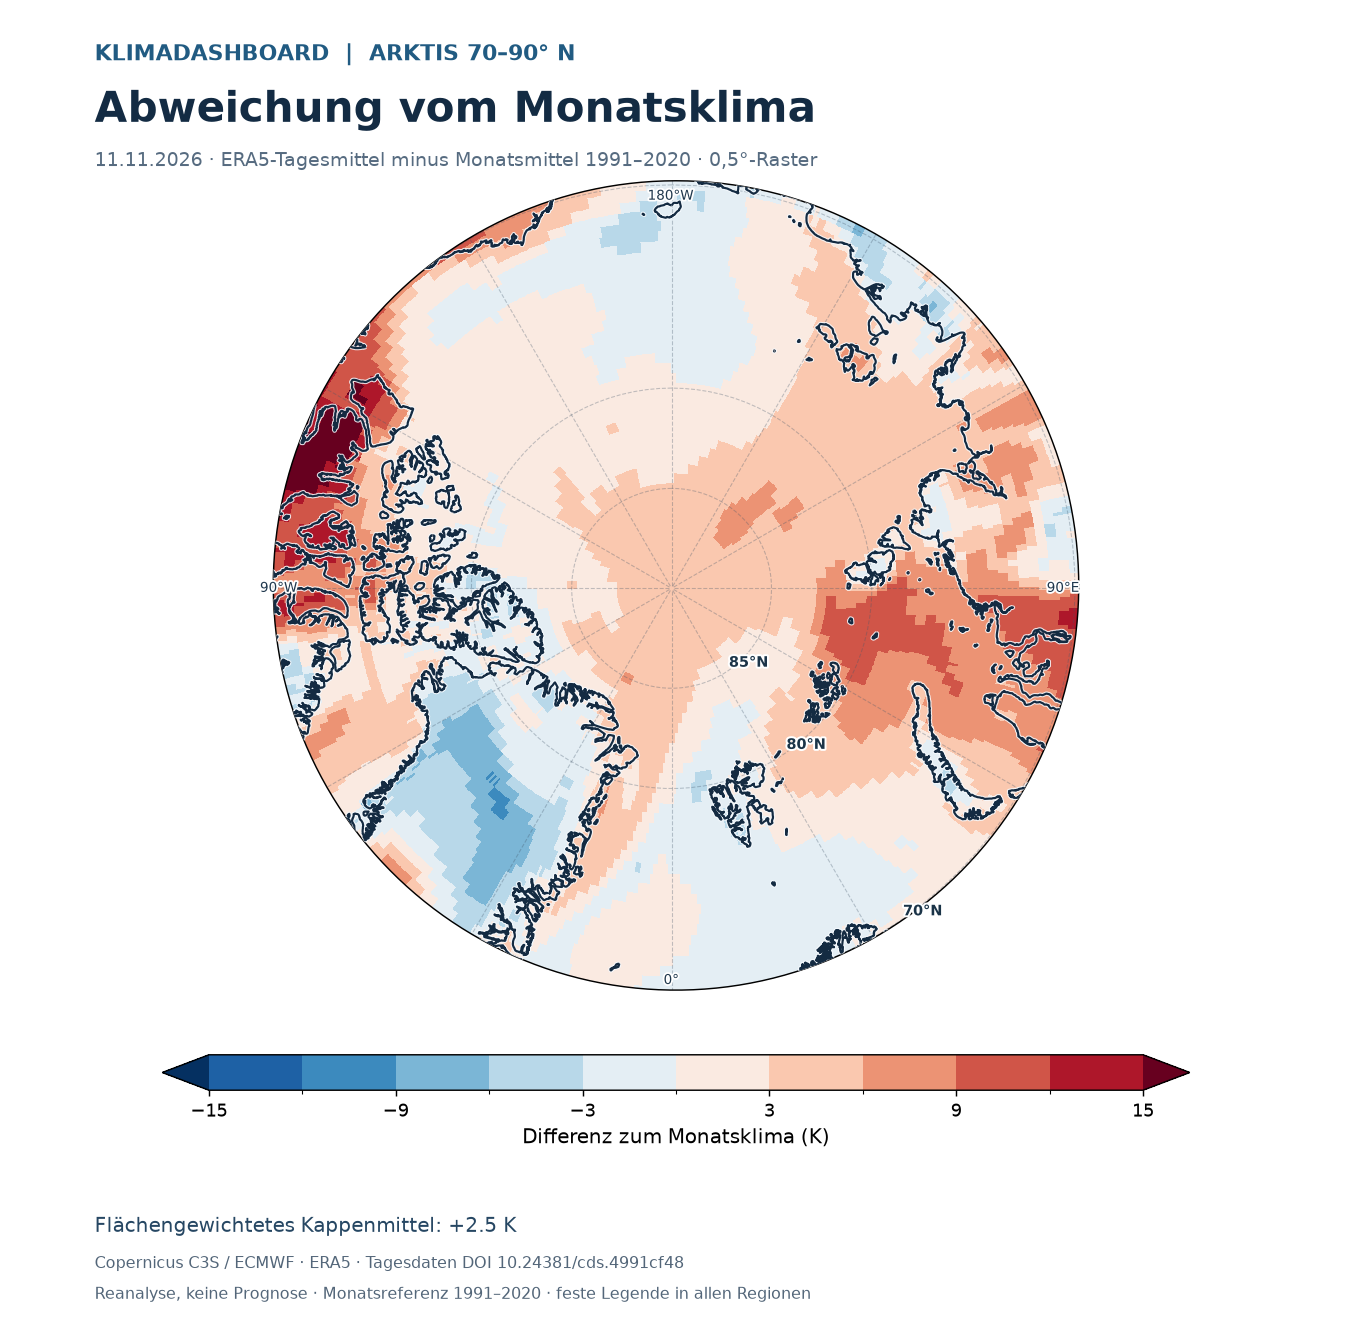 KLIMADASHBOARD | ARKTIS 70–90° N
Abweichung vom Monatsklima
11.11.2026 · ERA5-Tagesmittel minus Monatsmittel 1991–2020 · 0,5°-Raster
180°W
90°W
90°E
85°N
80°N
70°N
0°
−15 −9 −3 3 9 15
Differenz zum Monatsklima (K)
Flächengewichtetes Kappenmittel: +2.5 K
Copernicus C3S / ECMWF · ERA5 · Tagesdaten DOI 10.24381/cds.4991cf48
Reanalyse, keine Prognose · Monatsreferenz 1991–2020 · feste Legende in allen Regionen